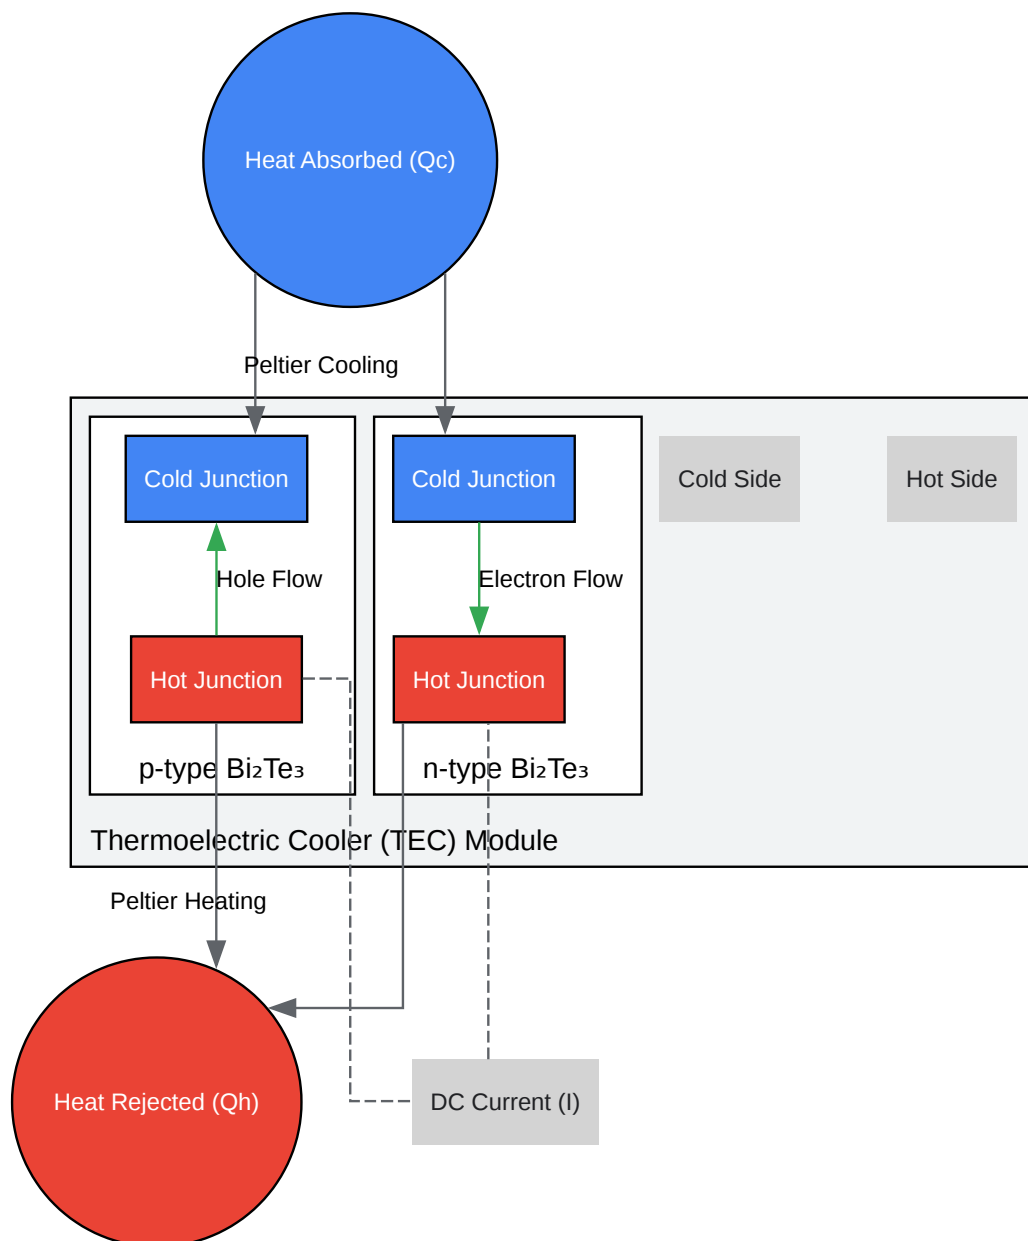 Heat Absorbed (Qc)
Peltier Cooling
Cold Junction
Cold Junction
Cold Side
Hot Side
Hole Flow
Electron Flow
Hot Junction
Hot Junction
p-type Bi₂Te₃
n-type Bi₂Te₃
Thermoelectric Cooler (TEC) Module
Peltier Heating
Heat Rejected (Qh)
DC Current (I)